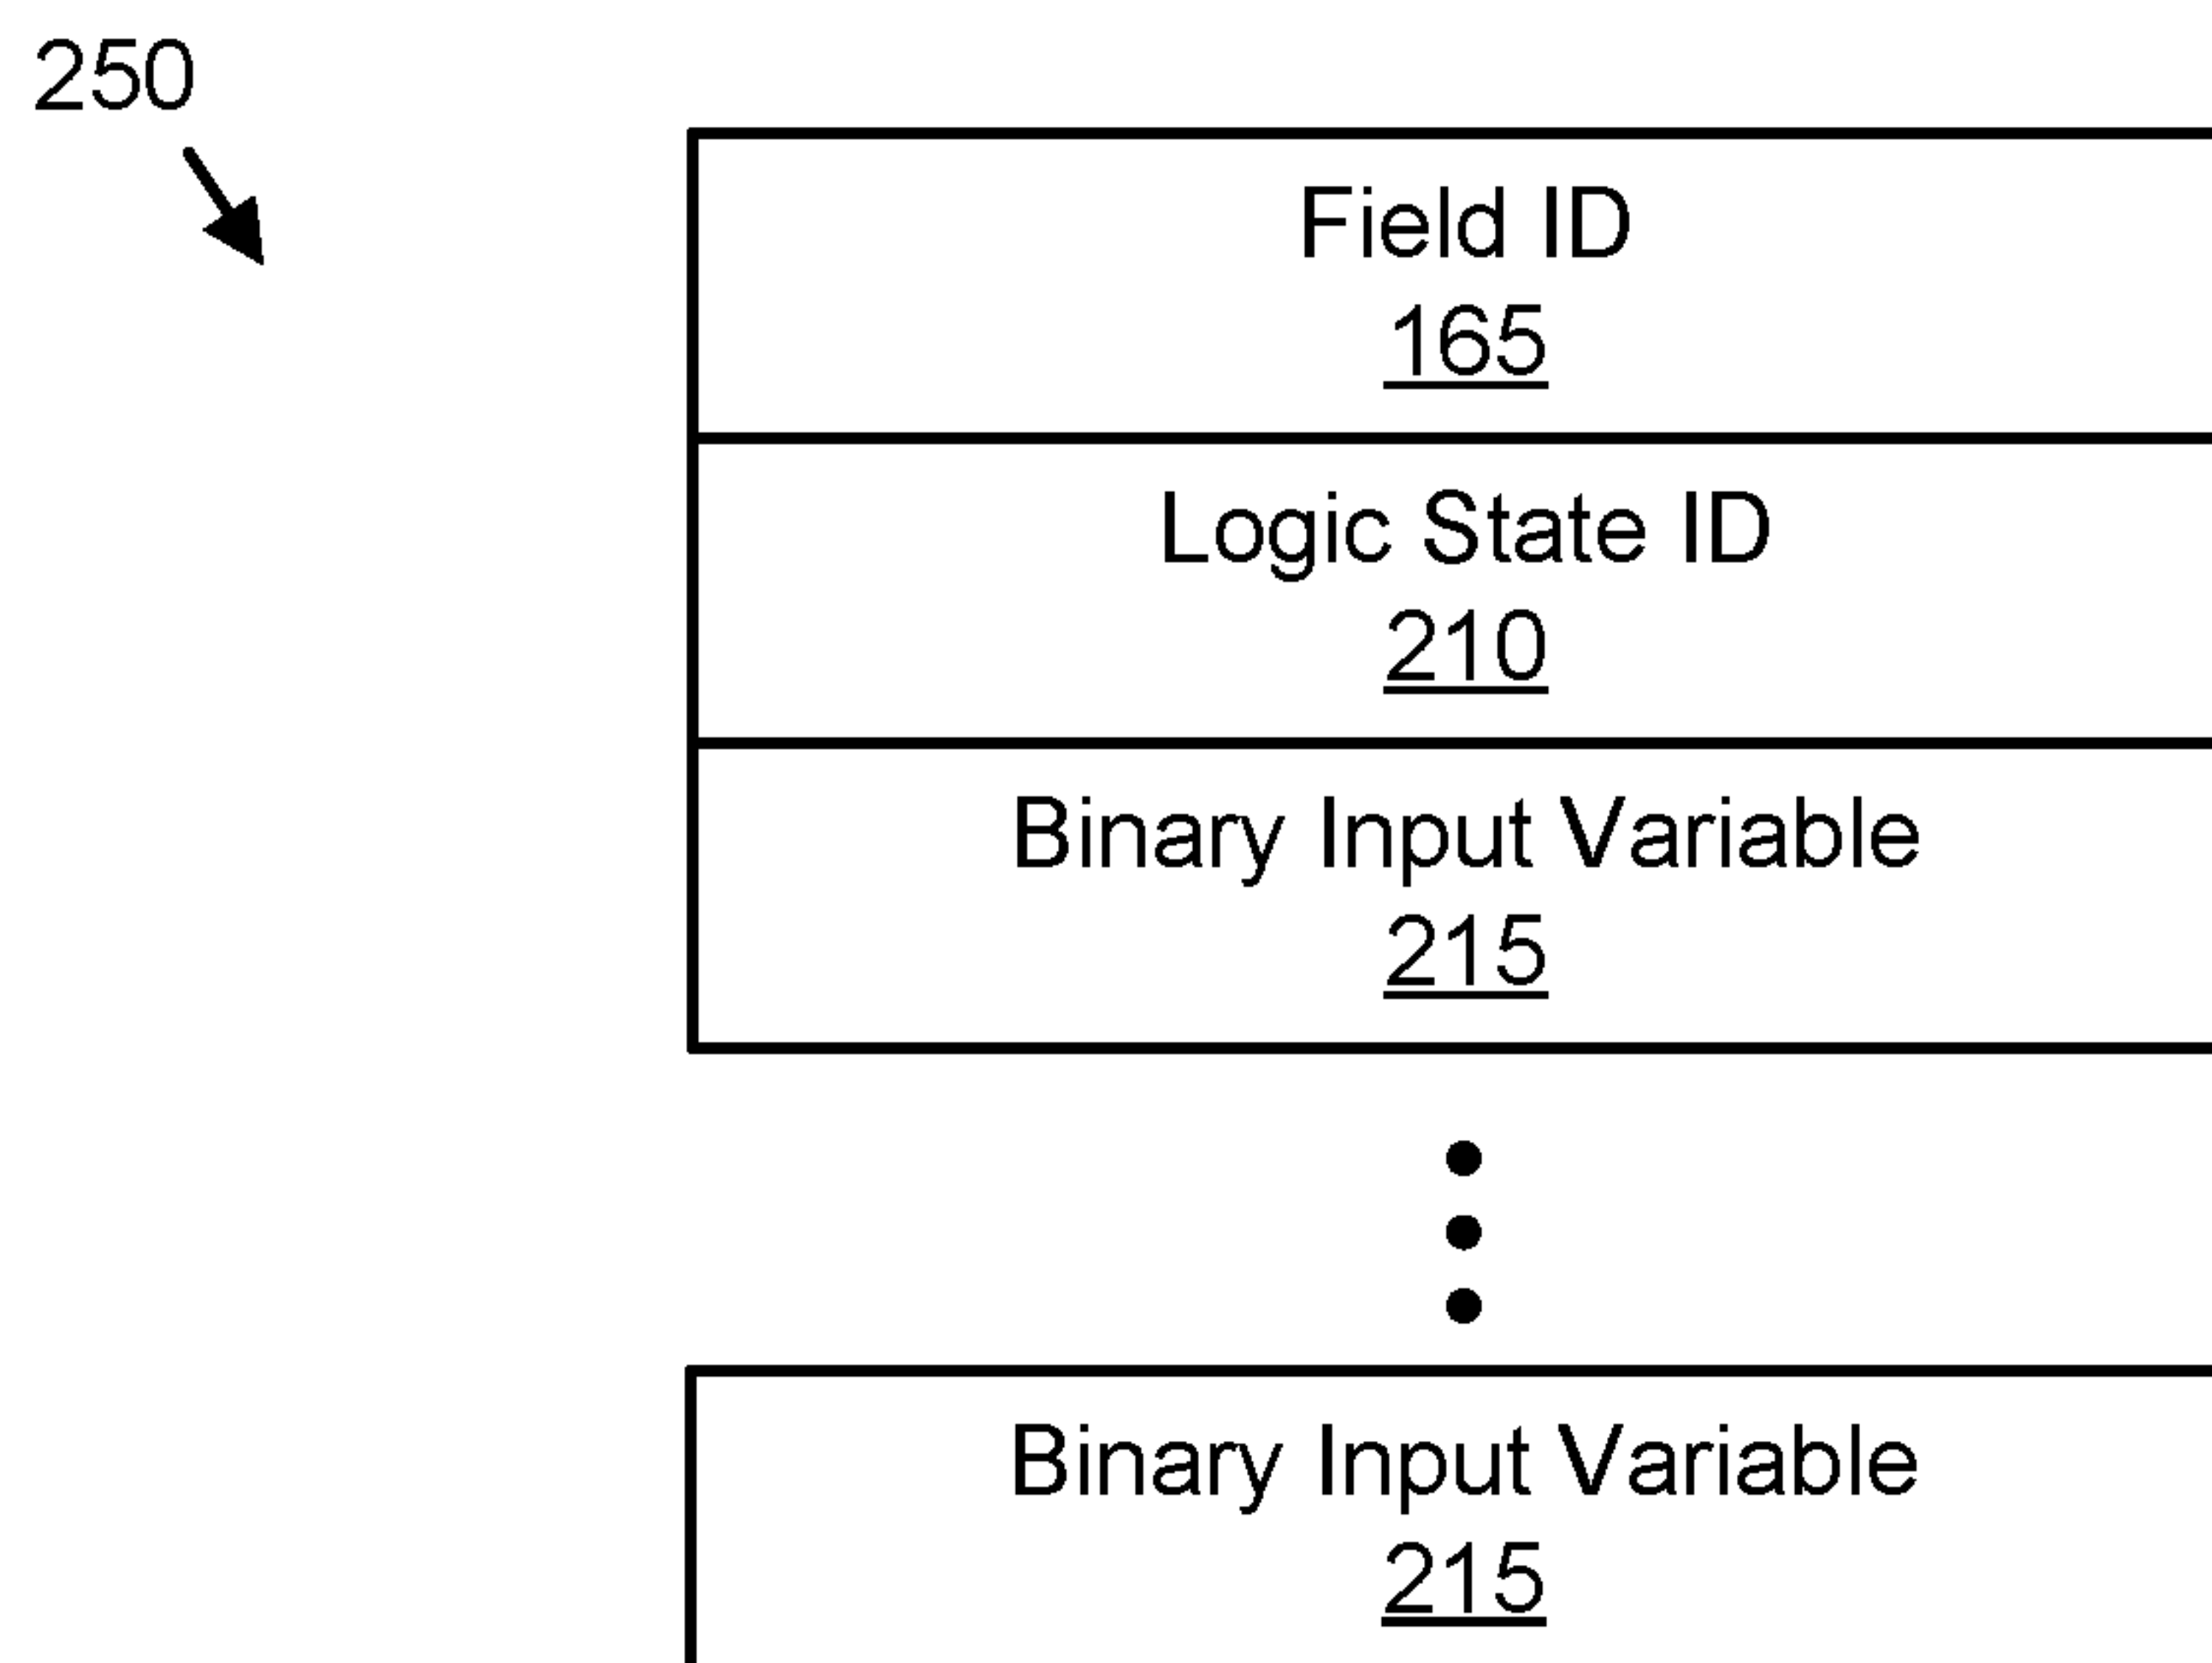 250
Field ID
165
Logic State ID
210
Binary Input Variable
215
Binary Input Variable
215